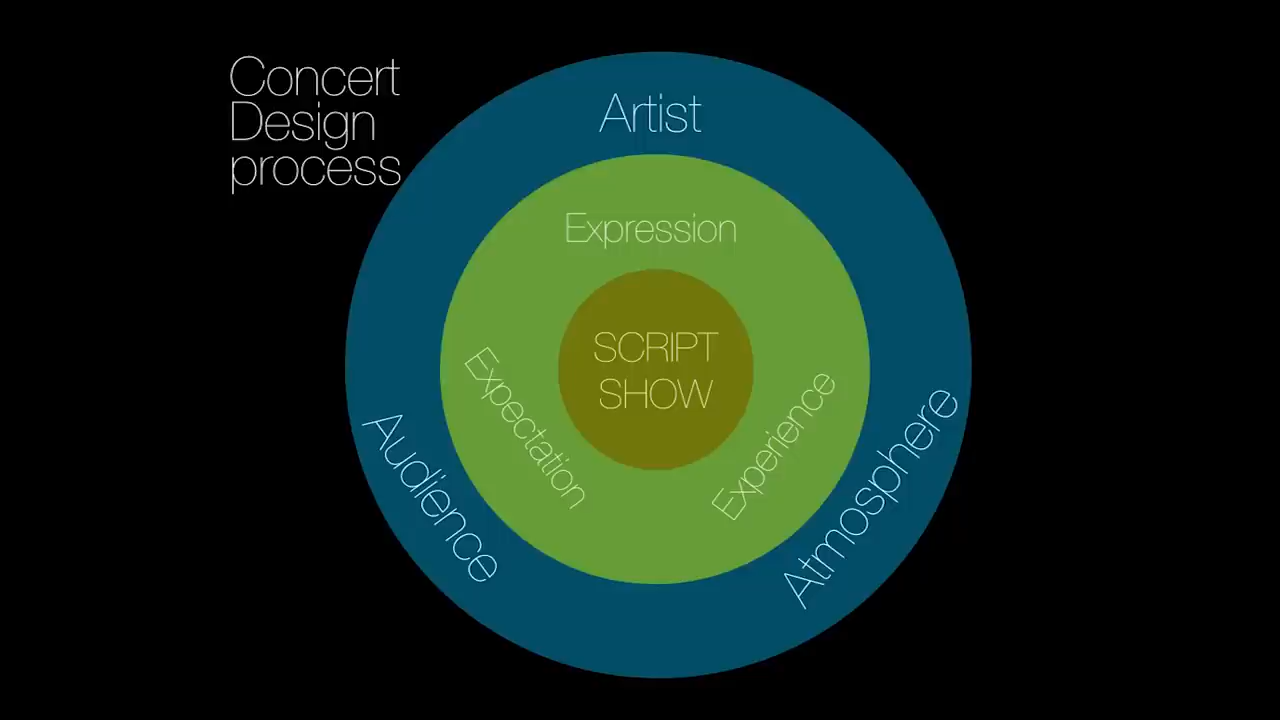 Concert
Design
process
Artist
Expression
SCRIPT
SHOW
Expectation
Experience
Audience
Atmosphere